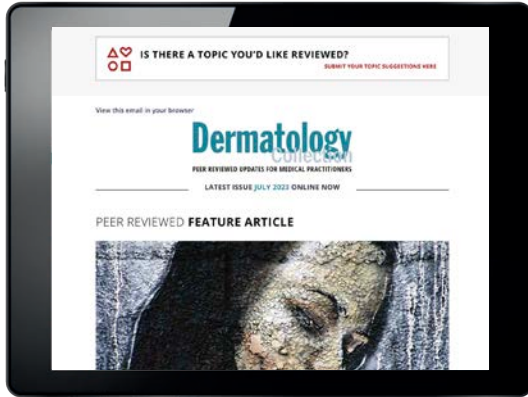 IS THERE A TOPIC YOU'D LIKE REVIEWED?
SUBMIT YOUR TOPIC SUGGESTIONS HERE
View this email in your browser
Dermatology
Collection
PEER REVIEWED UPDATES FOR MEDICAL PRACTITIONERS
LATEST ISSUE JULY 2023 ONLINE NOW
PEER REVIEWED FEATURE ARTICLE